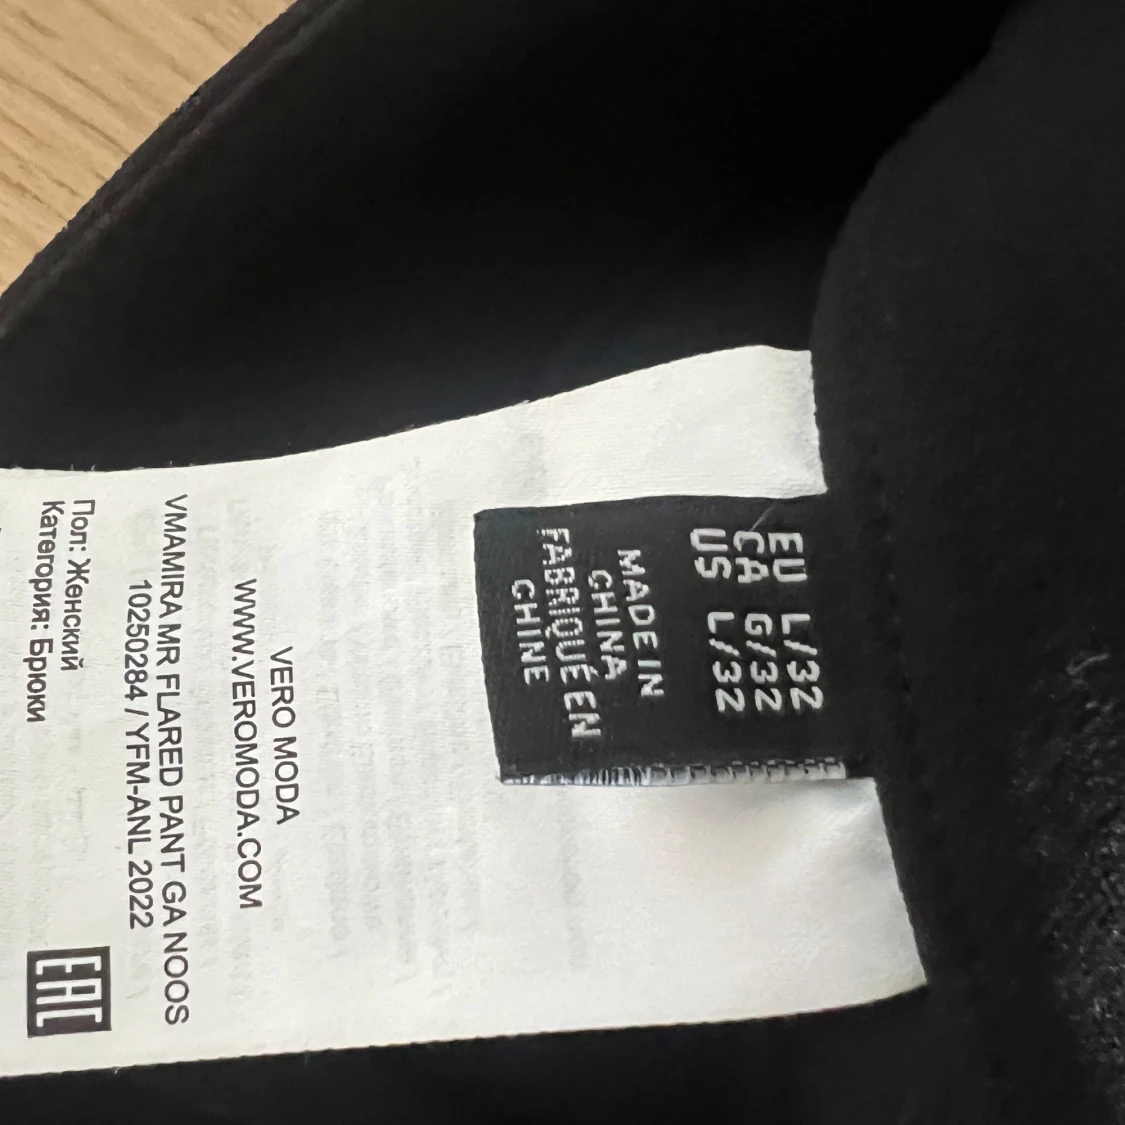 EU L/32
CA G/32
US L/32
MADE IN
CHINA
FABRIQUÉ EN
CHINE
VERO MODA
WWW.VEROMODA.COM
VMAMIRA MR FLARED PANT GA NOOS
10250284 / YFM-ANL 2022
Пол: Женский
Категория: Брюки
EAC